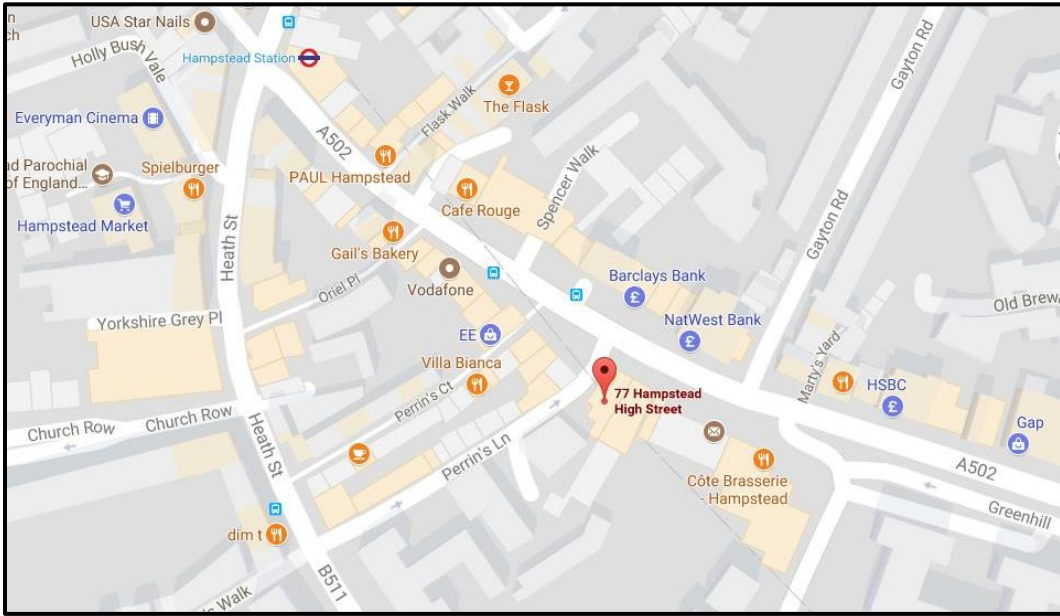 n
ch
USA Star Nails
Holly Bush Vale
Hampstead Station
Everyman Cinema
A502
Flask Walk
The Flask
Gayton Rd
ad Parochial
of England...
Spielburger
PAUL Hampstead
Hampstead Market
Cafe Rouge
Spencer Walk
Heath St
Gail's Bakery
Gayton Rd
Vodafone
Oriel Pl
Barclays Bank
£
Old Brew
Yorkshire Grey Pl
EE
NatWest Bank
£
Villa Bianca
Marty's Yard
Perrin's Ct
77 Hampstead
High Street
HSBC
£
Church Row
Church Row
Heath St
Gap
Perrin's Ln
A502
Côte Brasserie
- Hampstead
Greenhill
dim t
B511
's Walk